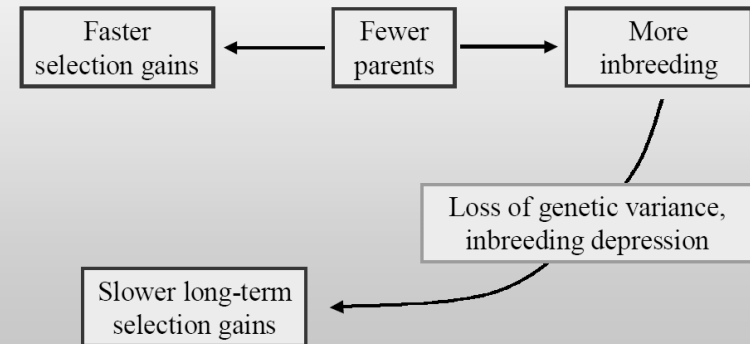 Faster
selection gains
Fewer
parents
More
inbreeding
Loss of genetic variance,
inbreeding depression
Slower long-term
selection gains